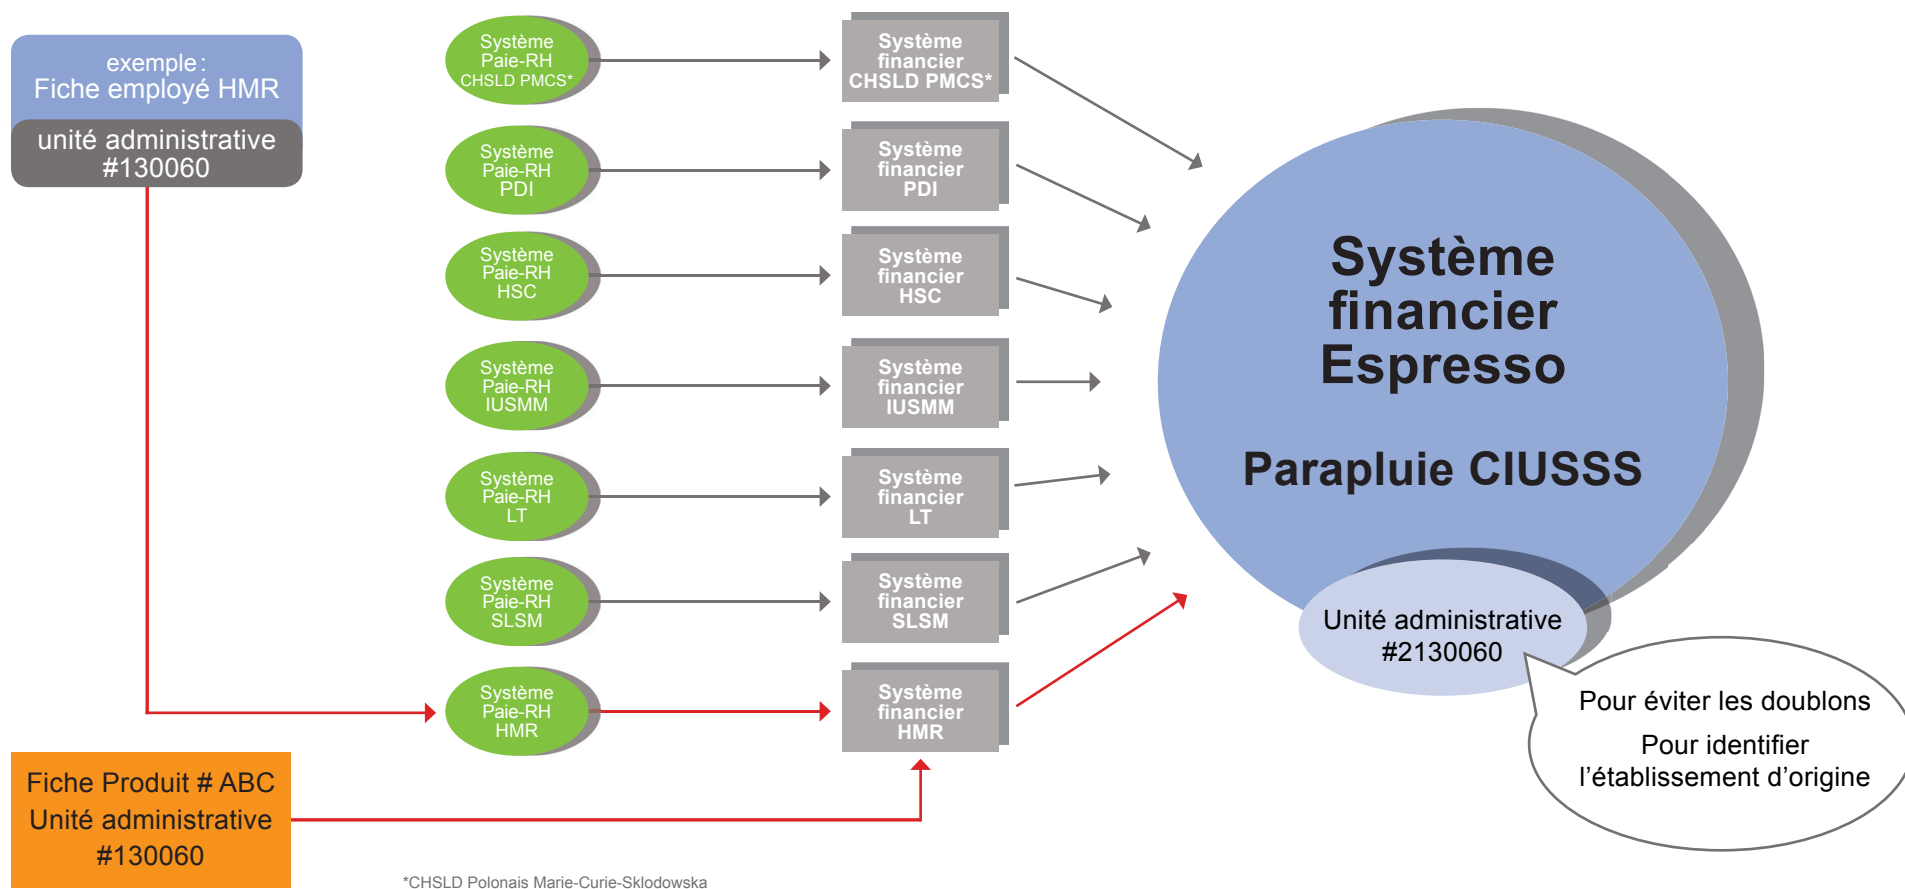 exemple :
Fiche employé HMR
unité administrative
#130060
Système
Paie-RH
CHSLD PMCS*
Système
financier
CHSLD PMCS*
Système
Paie-RH
PDI
Système
financier
PDI
Système
Paie-RH
HSC
Système
financier
HSC
Système
Paie-RH
IUSMM
Système
financier
IUSMM
Système
Paie-RH
LT
Système
financier
LT
Système
Paie-RH
SLSM
Système
financier
SLSM
Système
Paie-RH
HMR
Système
financier
HMR
Système
financier
Espresso
Parapluie CIUSSS
Unité administrative
#2130060
Pour éviter les doublons
Pour identifier
l’établissement d’origine
Fiche Produit # ABC
Unité administrative
#130060
*CHSLD Polonais Marie-Curie-Sklodowska